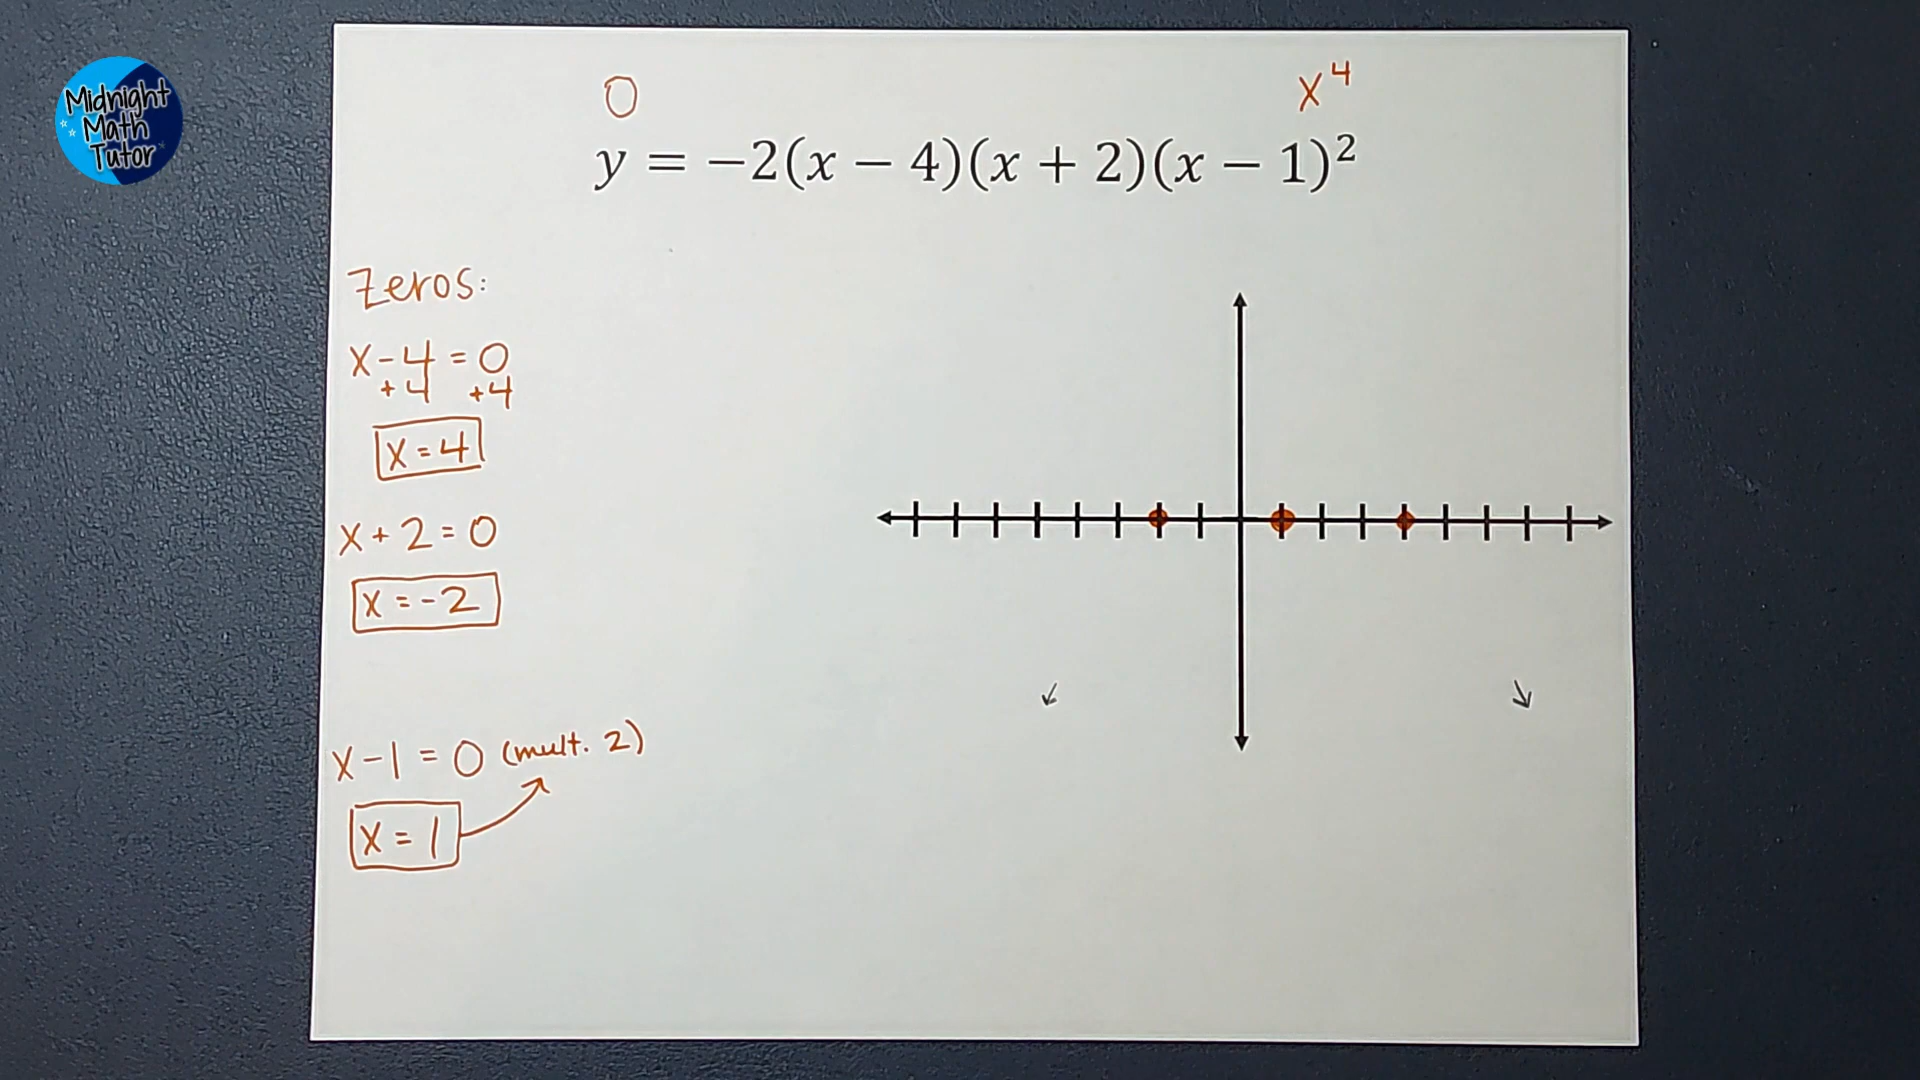 Midnight
Math
Tutor
0
x⁴
y = −2(x − 4)(x + 2)(x − 1)²
Zeros:
x-4=0
+4 +4
x=4
x+2=0
x=-2
x-1=0 (mult. 2)
x=1